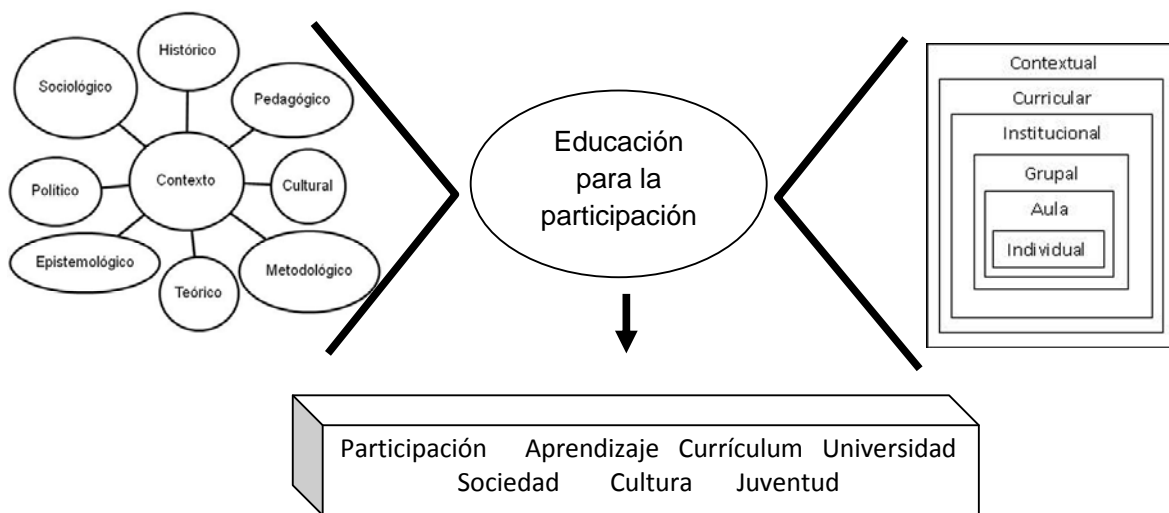 Histórico
Sociológico
Pedagógico
Político
Contexto
Cultural
Epistemológico
Metodológico
Teórico
Educación
para la
participación
Contextual
Curricular
Institucional
Grupal
Aula
Individual
Participación Aprendizaje Currículum Universidad
Sociedad Cultura Juventud